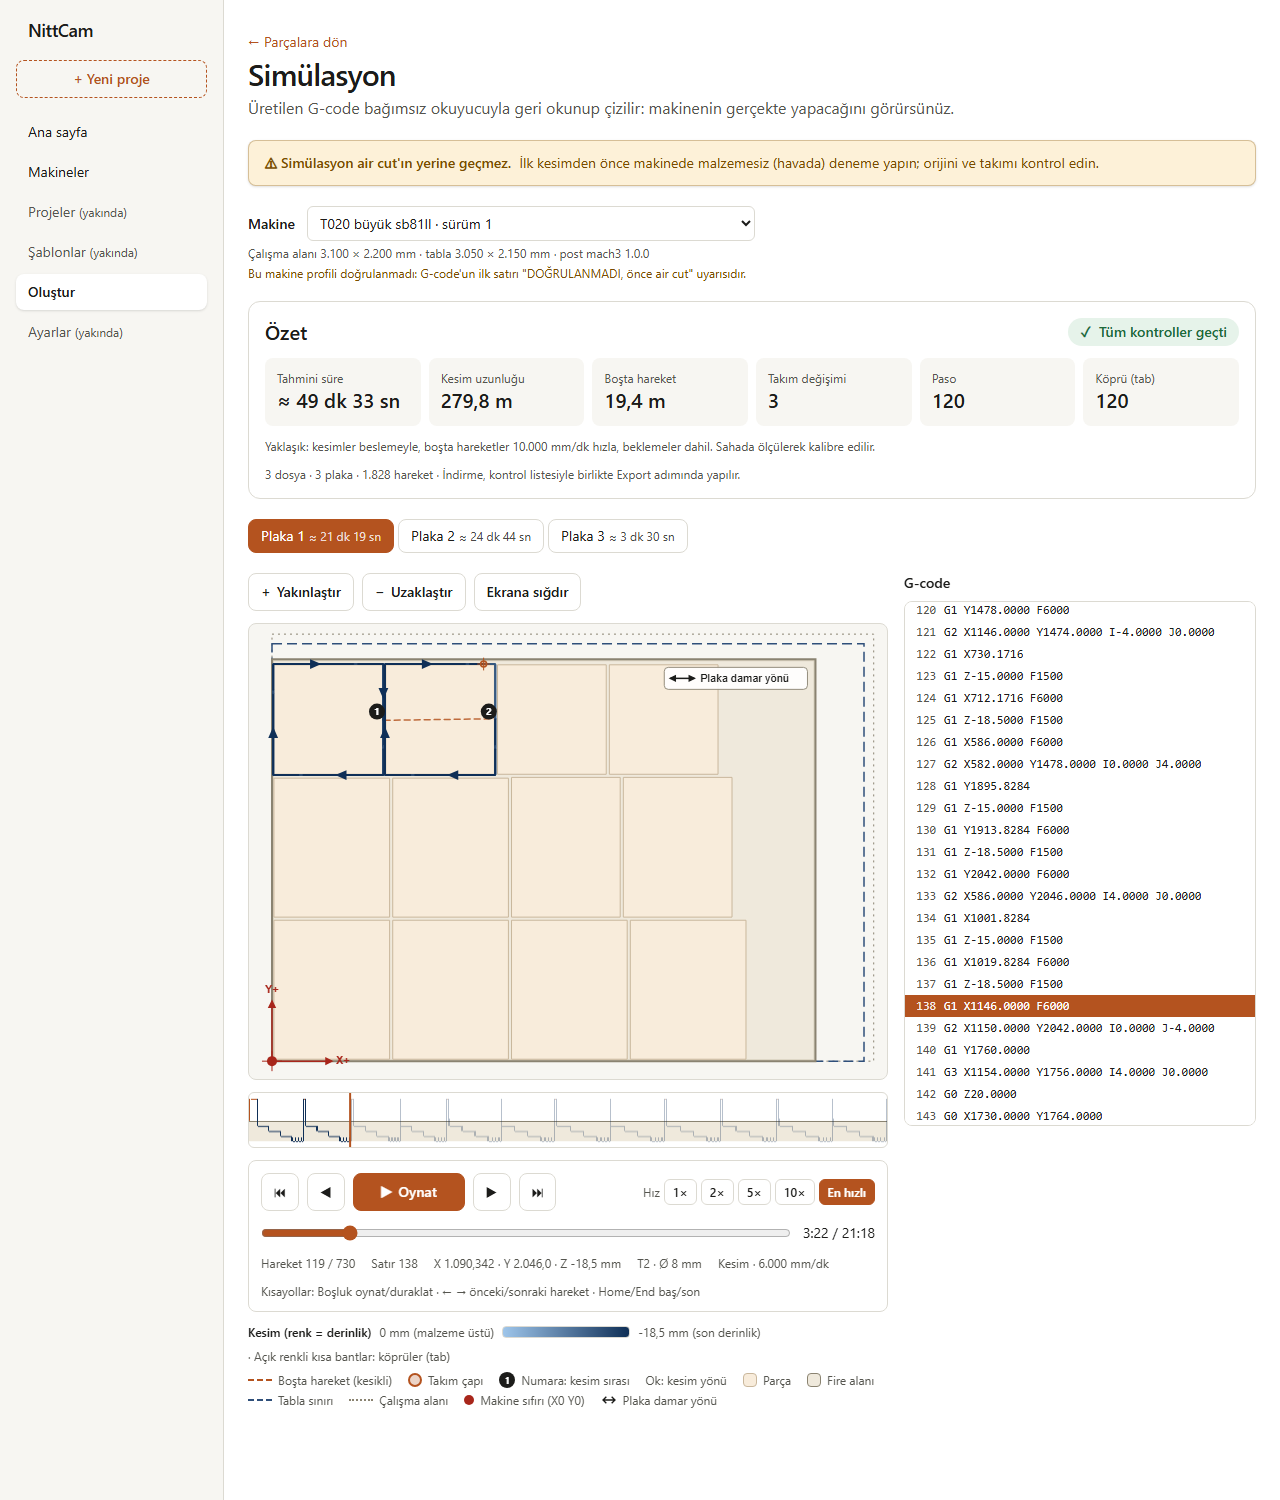 NittCam
+ Yeni proje
Ana sayfa
Makineler
Projeler (yakında)
Şablonlar (yakında)
Oluştur
Ayarlar (yakında)
← Parçalara dön
Simülasyon
Üretilen G-code bağımsız okuyucuyla geri okunup çizilir: makinenin gerçekte yapacağını görürsünüz.
⚠ Simülasyon air cut'ın yerine geçmez. İlk kesimden önce makinede malzemesiz (havada) deneme yapın; orijini ve takımı kontrol edin.
Makine T020 büyük sb81ll · sürüm 1
Çalışma alanı 3.100 × 2.200 mm · tabla 3.050 × 2.150 mm · post mach3 1.0.0
Bu makine profili doğrulanmadı: G-code'un ilk satırı "DOĞRULANMADI, önce air cut" uyarısıdır.
Özet
✓ Tüm kontroller geçti
Tahmini süre
≈ 49 dk 33 sn
Kesim uzunluğu
279,8 m
Boşta hareket
19,4 m
Takım değişimi
3
Paso
120
Köprü (tab)
120
Yaklaşık: kesimler beslemeyle, boşta hareketler 10.000 mm/dk hızla, beklemeler dahil. Sahada ölçülerek kalibre edilir.
3 dosya · 3 plaka · 1.828 hareket · İndirme, kontrol listesiyle birlikte Export adımında yapılır.
Plaka 1 ≈ 21 dk 19 sn
Plaka 2 ≈ 24 dk 44 sn
Plaka 3 ≈ 3 dk 30 sn
+ Yakınlaştır
− Uzaklaştır
Ekrana sığdır
Plaka damar yönü
1
2
Y+
X+
G-code
120 G1 Y1478.0000 F6000
121 G2 X1146.0000 Y1474.0000 I-4.0000 J0.0000
122 G1 X730.1716
123 G1 Z-15.0000 F1500
124 G1 X712.1716 F6000
125 G1 Z-18.5000 F1500
126 G1 X586.0000 F6000
127 G2 X582.0000 Y1478.0000 I0.0000 J4.0000
128 G1 Y1895.8284
129 G1 Z-15.0000 F1500
130 G1 Y1913.8284 F6000
131 G1 Z-18.5000 F1500
132 G1 Y2042.0000 F6000
133 G2 X586.0000 Y2046.0000 I4.0000 J0.0000
134 G1 X1001.8284
135 G1 Z-15.0000 F1500
136 G1 X1019.8284 F6000
137 G1 Z-18.5000 F1500
138 G1 X1146.0000 F6000
139 G2 X1150.0000 Y2042.0000 I0.0000 J-4.0000
140 G1 Y1760.0000
141 G3 X1154.0000 Y1756.0000 I4.0000 J0.0000
142 G0 Z20.0000
143 G0 X1730.0000 Y1764.0000
▶ Oynat
Hız 1× 2× 5× 10× En hızlı
3:22 / 21:18
Hareket 119 / 730 Satır 138 X 1.090,342 · Y 2.046,0 · Z -18,5 mm T2 · Ø 8 mm Kesim · 6.000 mm/dk
Kısayollar: Boşluk oynat/duraklat · ← → önceki/sonraki hareket · Home/End baş/son
Kesim (renk = derinlik) 0 mm (malzeme üstü) -18,5 mm (son derinlik)
· Açık renkli kısa bantlar: köprüler (tab)
Boşta hareket (kesikli) Takım çapı 1 Numara: kesim sırası Ok: kesim yönü Parça Fire alanı
Tabla sınırı Çalışma alanı Makine sıfırı (X0 Y0) ↔ Plaka damar yönü